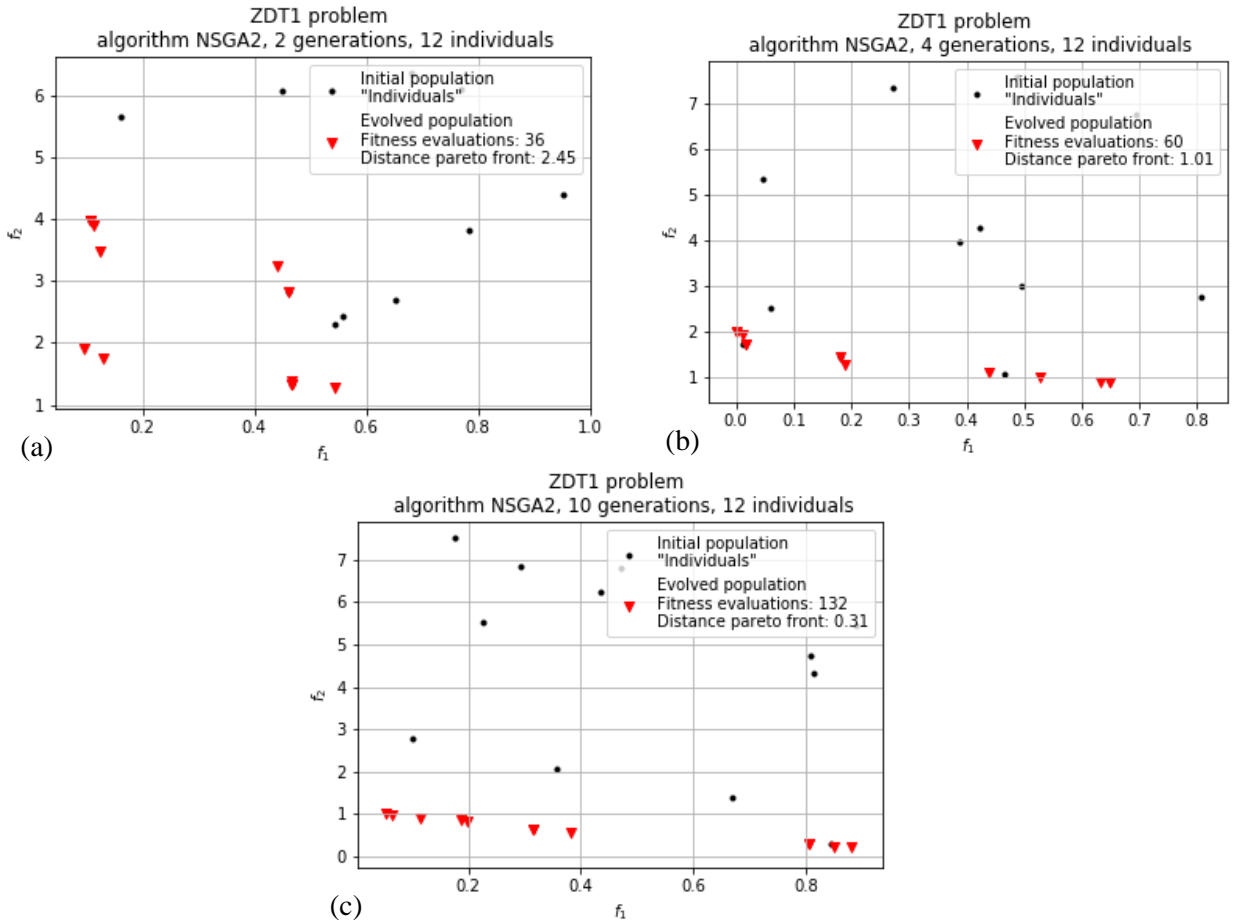 ZDT1 problem
algorithm NSGA2, 2 generations, 12 individuals
Initial population
"Individuals"
Evolved population
Fitness evaluations: 36
Distance pareto front: 2.45
6
5
4
3
2
1
f2
0.2
0.4
0.6
0.8
1.0
f1
(a)
ZDT1 problem
algorithm NSGA2, 4 generations, 12 individuals
Initial population
"Individuals"
Evolved population
Fitness evaluations: 60
Distance pareto front: 1.01
7
6
5
4
3
2
1
f2
0.0
0.1
0.2
0.3
0.4
0.5
0.6
0.7
0.8
f1
(b)
ZDT1 problem
algorithm NSGA2, 10 generations, 12 individuals
Initial population
"Individuals"
Evolved population
Fitness evaluations: 132
Distance pareto front: 0.31
7
6
5
4
3
2
1
0
f2
0.2
0.4
0.6
0.8
f1
(c)